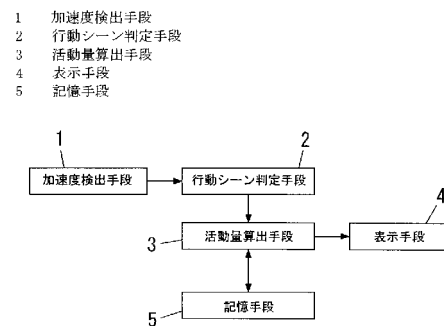 1 加速度検出手段
2 行動シーン判定手段
3 活動量算出手段
4 表示手段
5 記憶手段
1
2
加速度検出手段
行動シーン判定手段
4
3
活動量算出手段
表示手段
5
記憶手段